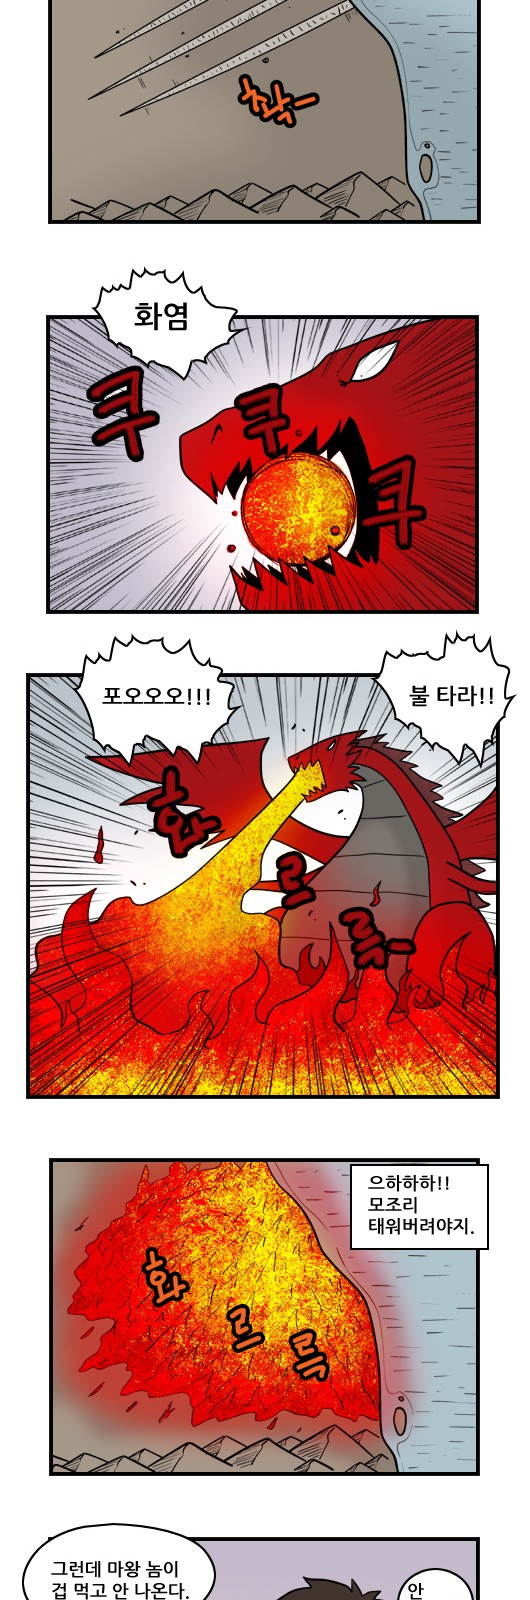 촤-
화염
쿠 쿠 쿠
포오오오!!!
불 타라!!
화
르
륵-
으하하하!!
모조리
태워버려야지.
화
르
륵
그런데 마왕 놈이
겁 먹고 안 나온다.
안